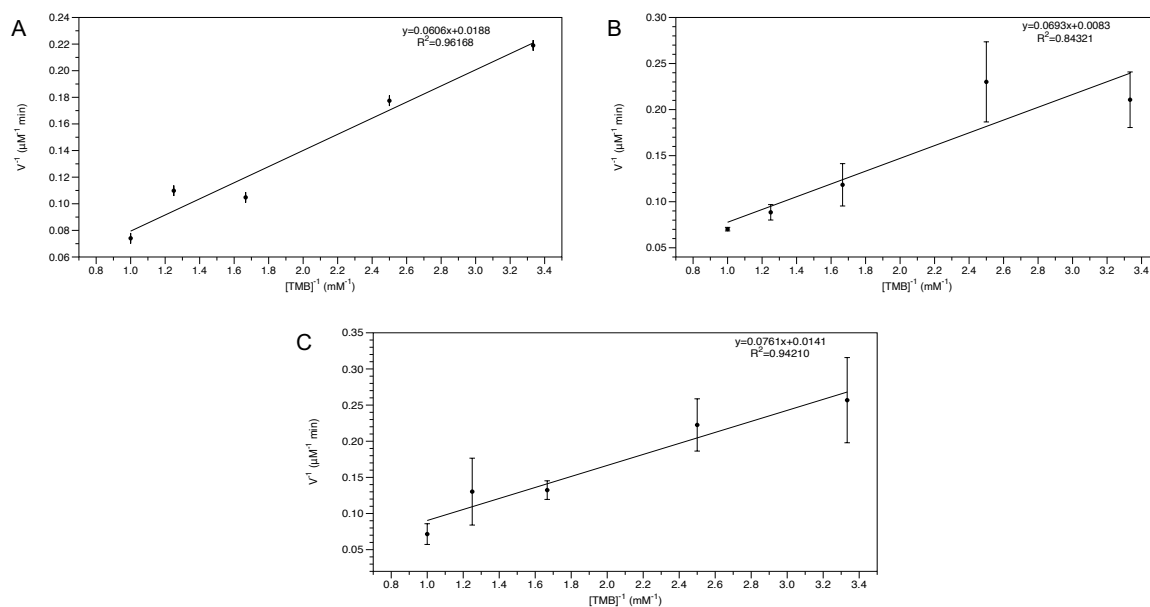 A
y=0.0606x+0.0188
R²=0.96168
0.24
0.22
0.20
0.18
0.16
0.14
0.12
0.10
0.08
0.06
V⁻¹ (µM⁻¹ min)
0.8 1.0 1.2 1.4 1.6 1.8 2.0 2.2 2.4 2.6 2.8 3.0 3.2 3.4
[TMB]⁻¹ (mM⁻¹)
B
y=0.0693x+0.0083
R²=0.84321
0.30
0.25
0.20
0.15
0.10
0.05
V⁻¹ (µM⁻¹ min)
0.8 1.0 1.2 1.4 1.6 1.8 2.0 2.2 2.4 2.6 2.8 3.0 3.2 3.4
[TMB]⁻¹ (mM⁻¹)
C
y=0.0761x+0.0141
R²=0.94210
0.35
0.30
0.25
0.20
0.15
0.10
0.05
V⁻¹ (µM⁻¹ min)
0.8 1.0 1.2 1.4 1.6 1.8 2.0 2.2 2.4 2.6 2.8 3.0 3.2 3.4
[TMB]⁻¹ (mM⁻¹)